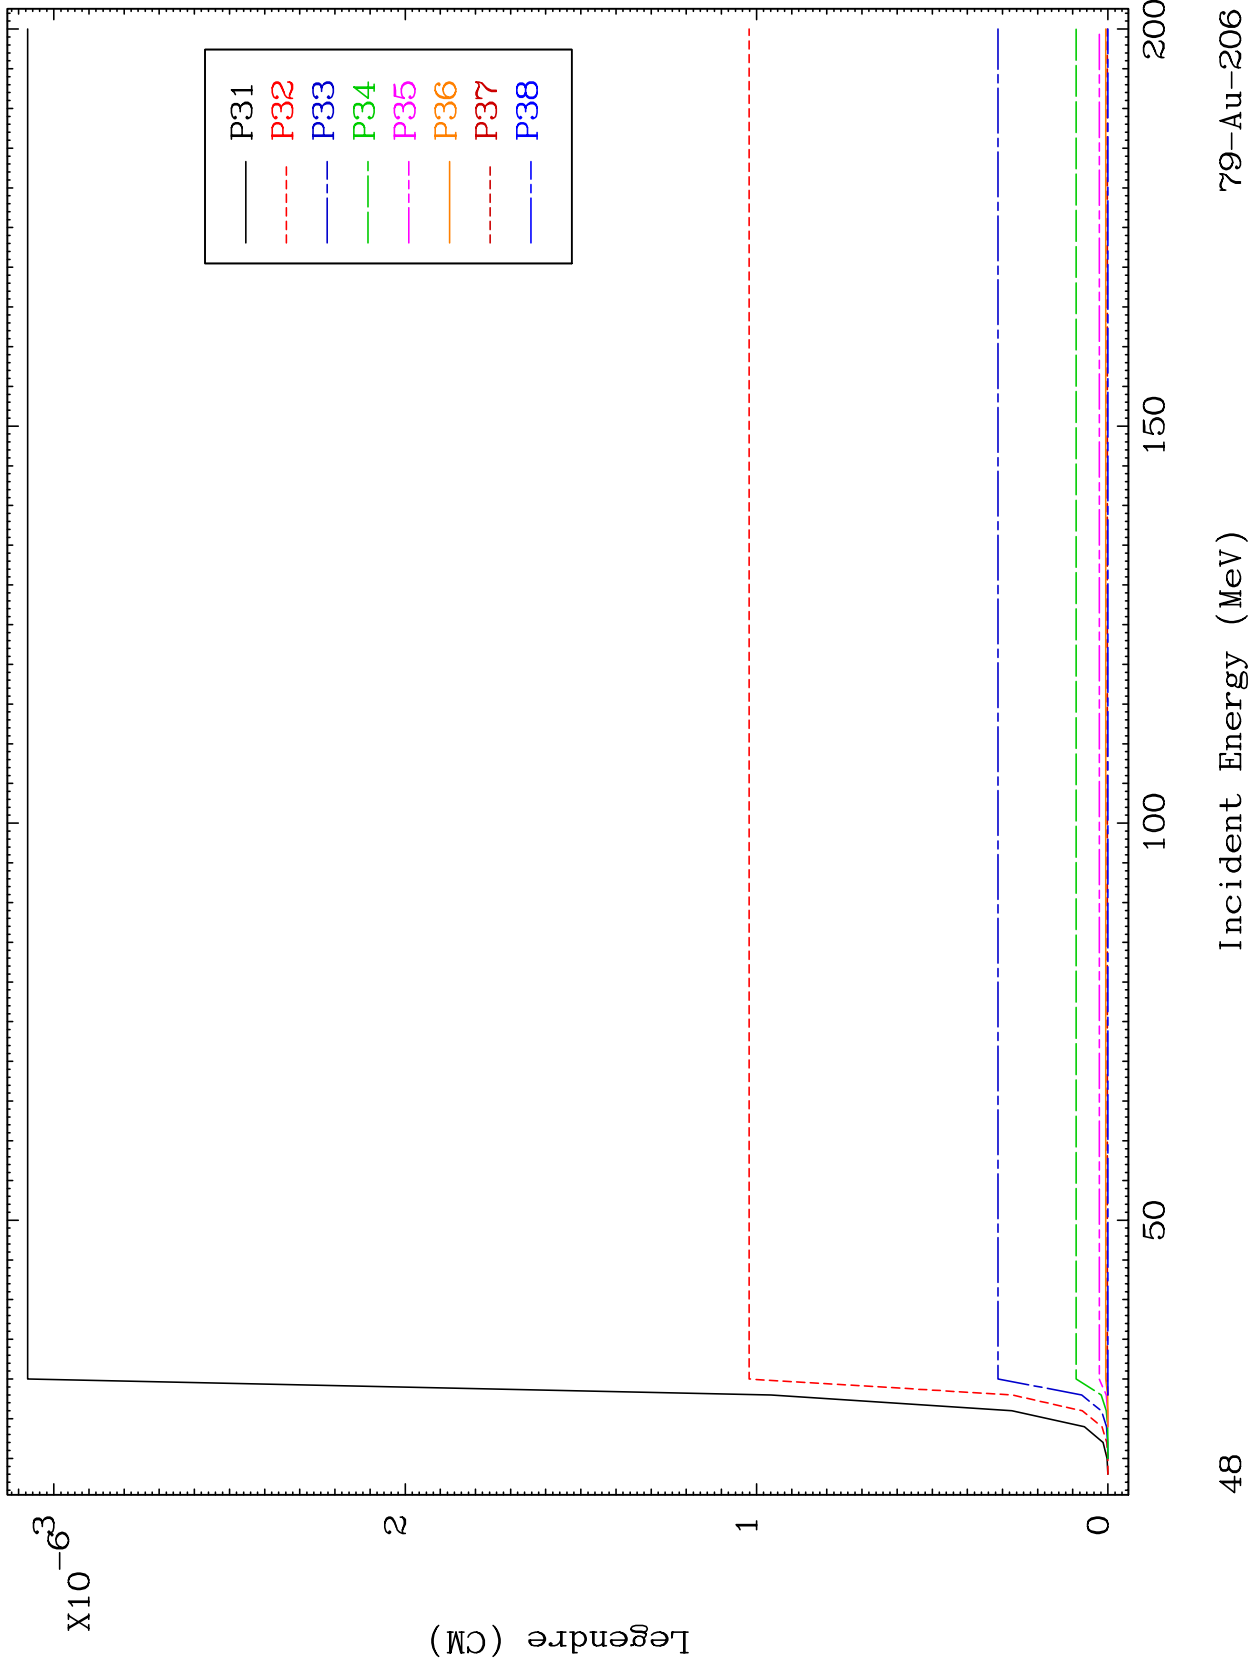 X10
-6
3
2
1
0
Legendre (CM)
P31
P32
P33
P34
P35
P36
P37
P38
50
100
150
200
48
Incident Energy (MeV)
79-Au-206